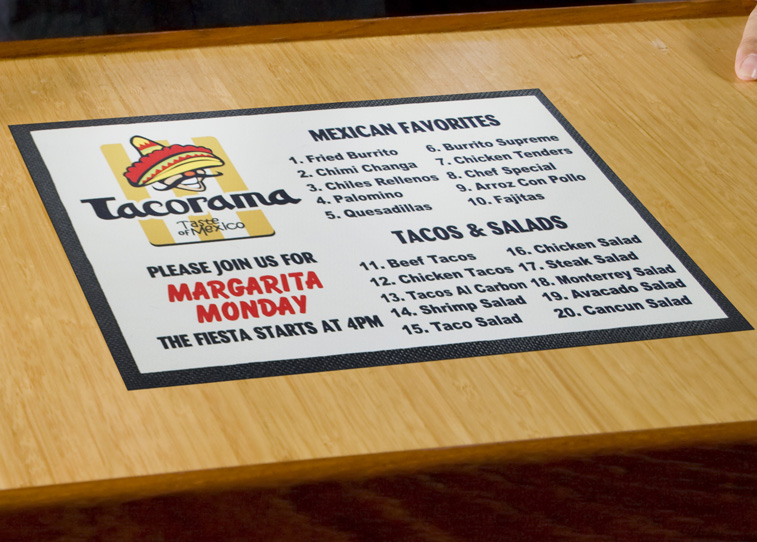 Tacorama
Taste
of Mexico
PLEASE JOIN US FOR
MARGARITA
MONDAY
THE FIESTA STARTS AT 4PM
MEXICAN FAVORITES
1. Fried Burrito
2. Chimi Changa
3. Chiles Rellenos
4. Palomino
5. Quesadillas
6. Burrito Supreme
7. Chicken Tenders
8. Chef Special
9. Arroz Con Pollo
10. Fajitas
TACOS & SALADS
11. Beef Tacos
12. Chicken Tacos
13. Tacos Al Carbon
14. Shrimp Salad
15. Taco Salad
16. Chicken Salad
17. Steak Salad
18. Monterrey Salad
19. Avacado Salad
20. Cancun Salad